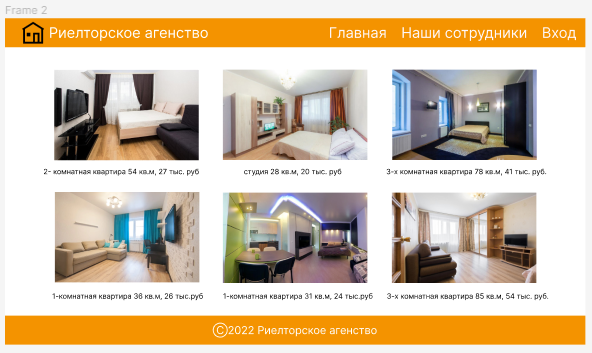 Frame 2
Риелторское агенство Главная Наши сотрудники Вход
2- комнатная квартира 54 кв.м, 27 тыс. руб
студия 28 кв.м, 20 тыс. руб
3-х комнатная квартира 78 кв.м, 41 тыс. руб.
1-комнатная квартира 36 кв.м, 26 тыс.руб
1-комнатная квартира 31 кв.м, 24 тыс.руб
3-х комнатная квартира 85 кв.м, 54 тыс. руб.
©2022 Риелторское агенство